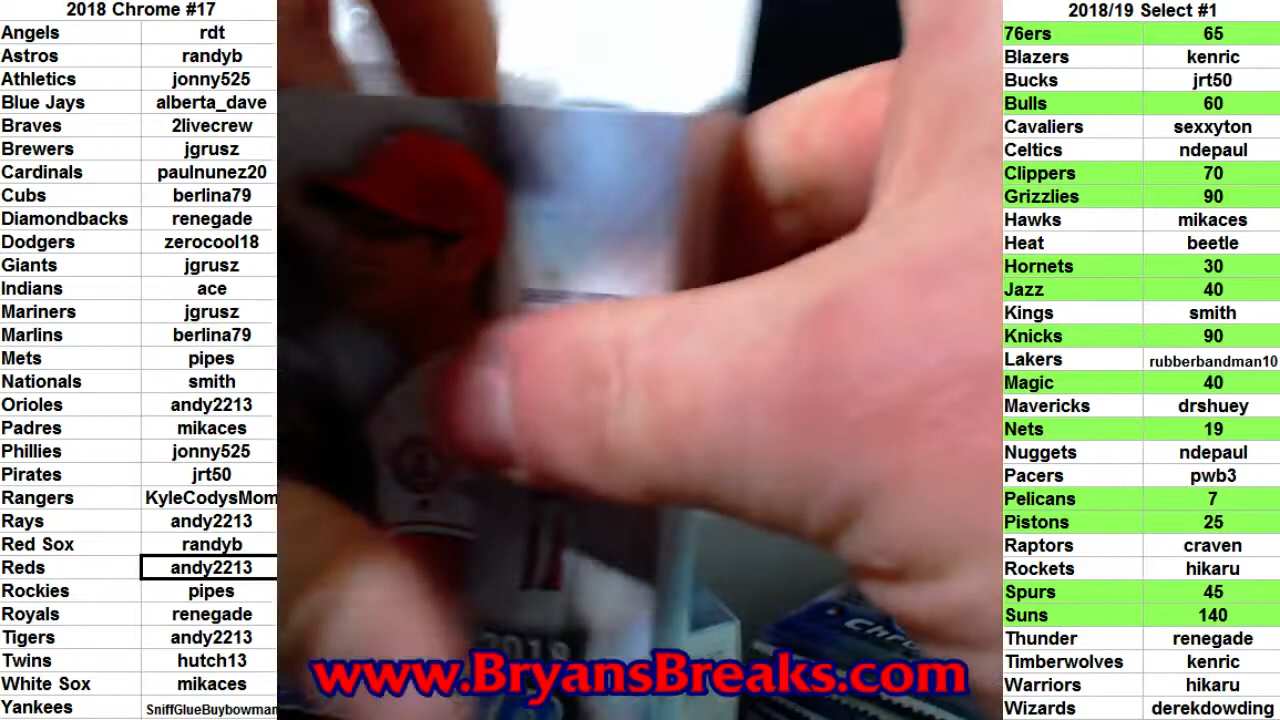 2018 Chrome #17
Angels rdt
Astros randyb
Athletics jonny525
Blue Jays alberta_dave
Braves 2livecrew
Brewers jgrusz
Cardinals paulnunez20
Cubs berlina79
Diamondbacks renegade
Dodgers zerocool18
Giants jgrusz
Indians ace
Mariners jgrusz
Marlins berlina79
Mets pipes
Nationals smith
Orioles andy2213
Padres mikaces
Phillies jonny525
Pirates jrt50
Rangers KyleCodysMom
Rays andy2213
Red Sox randyb
Reds andy2213
Rockies pipes
Royals renegade
Tigers andy2213
Twins hutch13
White Sox mikaces
Yankees SniffGlueBuybowman
2018
CHRO
www.BryansBreaks.com
2018/19 Select #1
76ers 65
Blazers kenric
Bucks jrt50
Bulls 60
Cavaliers sexxyton
Celtics ndepaul
Clippers 70
Grizzlies 90
Hawks mikaces
Heat beetle
Hornets 30
Jazz 40
Kings smith
Knicks 90
Lakers rubberbandman10
Magic 40
Mavericks drshuey
Nets 19
Nuggets ndepaul
Pacers pwb3
Pelicans 7
Pistons 25
Raptors craven
Rockets hikaru
Spurs 45
Suns 140
Thunder renegade
Timberwolves kenric
Warriors hikaru
Wizards derekdowding